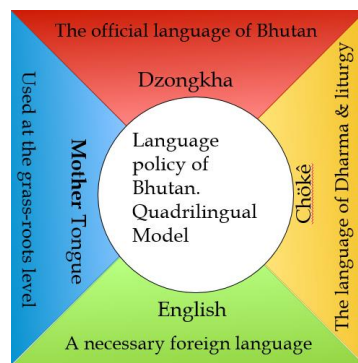 The official language of Bhutan
Dzongkha
Used at the grass-roots level
Mother Tongue
Language
policy of
Bhutan.
Quadrilingual
Model
Chökê
The language of Dharma & liturgy
English
A necessary foreign language